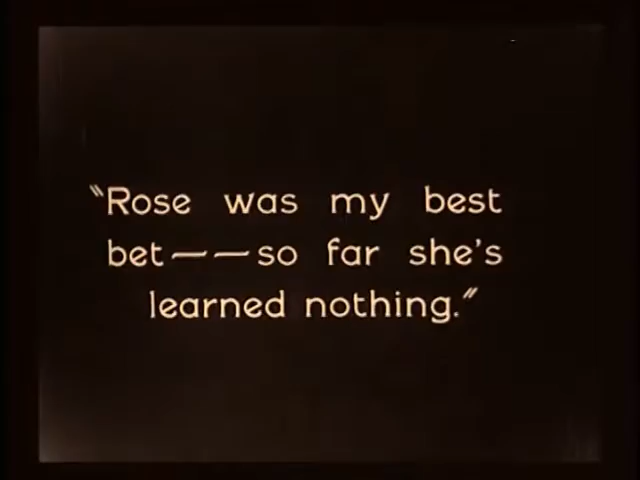 "Rose was my best
bet——so far she's
learned nothing."